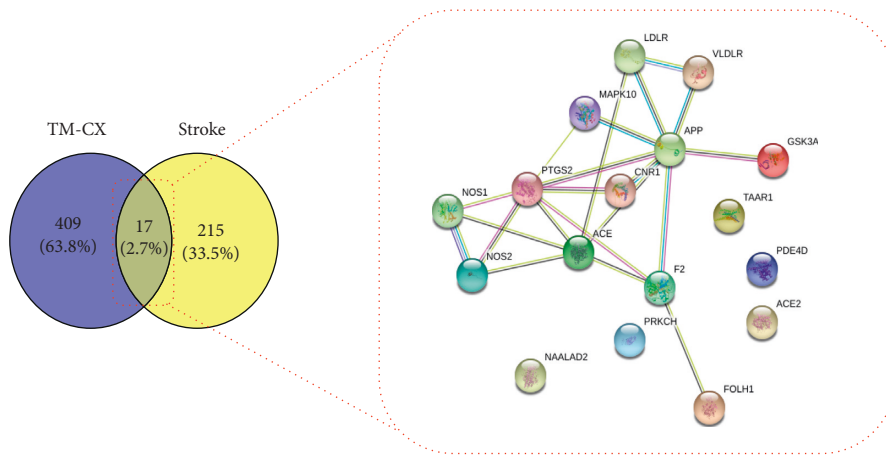 TM-CX
Stroke
409
(63.8%)
17
(2.7%)
215
(33.5%)
LDLR
VLDLR
MAPK10
APP
GSK3A
PTGS2
CNR1
NOS1
TAAR1
ACE
NOS2
PDE4D
F2
ACE2
PRKCH
NAALAD2
FOLH1